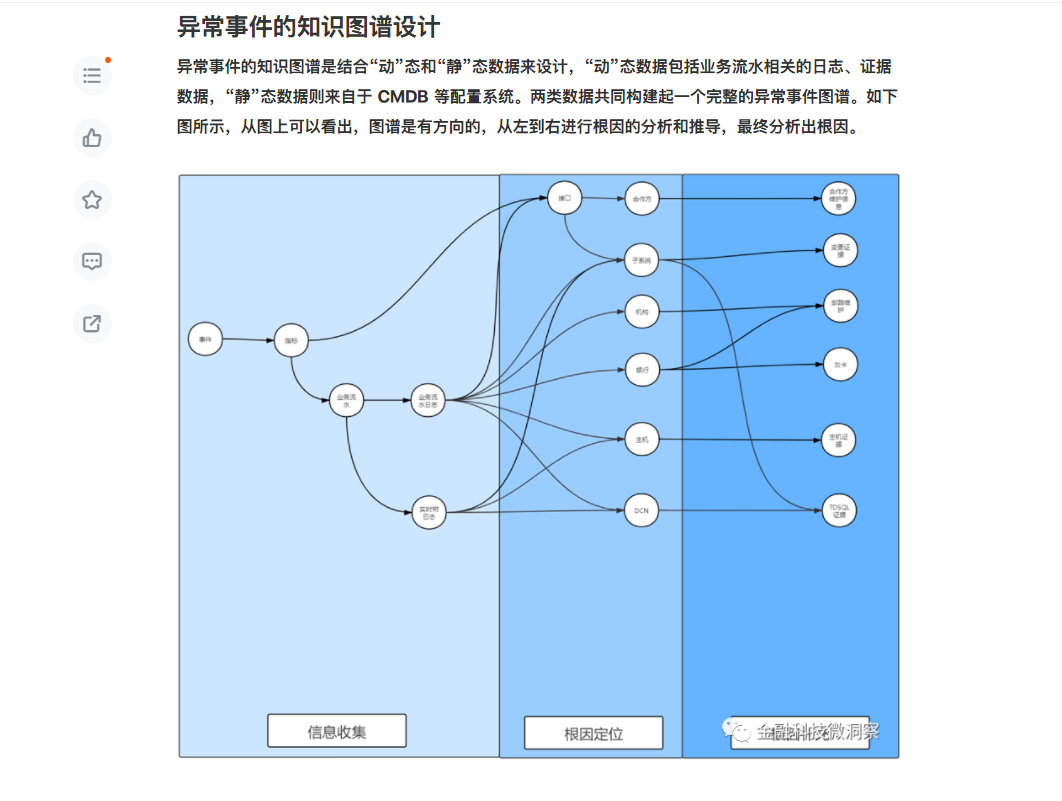 异常事件的知识图谱设计
异常事件的知识图谱是结合“动”态和“静”态数据来设计，“动”态数据包括业务流水相关的日志、证据
数据，“静”态数据则来自于 CMDB 等配置系统。两类数据共同构建起一个完整的异常事件图谱。如下
图所示，从图上可以看出，图谱是有方向的，从左到右进行根因的分析和推导，最终分析出根因。
接口
合作方
合作方
维护信
息
子系统
变更证
据
机构
邮路维
护
事件
指标
银行
灰卡
业务流
水
业务流
水日志
主机
主机证
据
实时树
日志
DCN
TDSQL
证据
信息收集
根因定位
金融科技微洞察